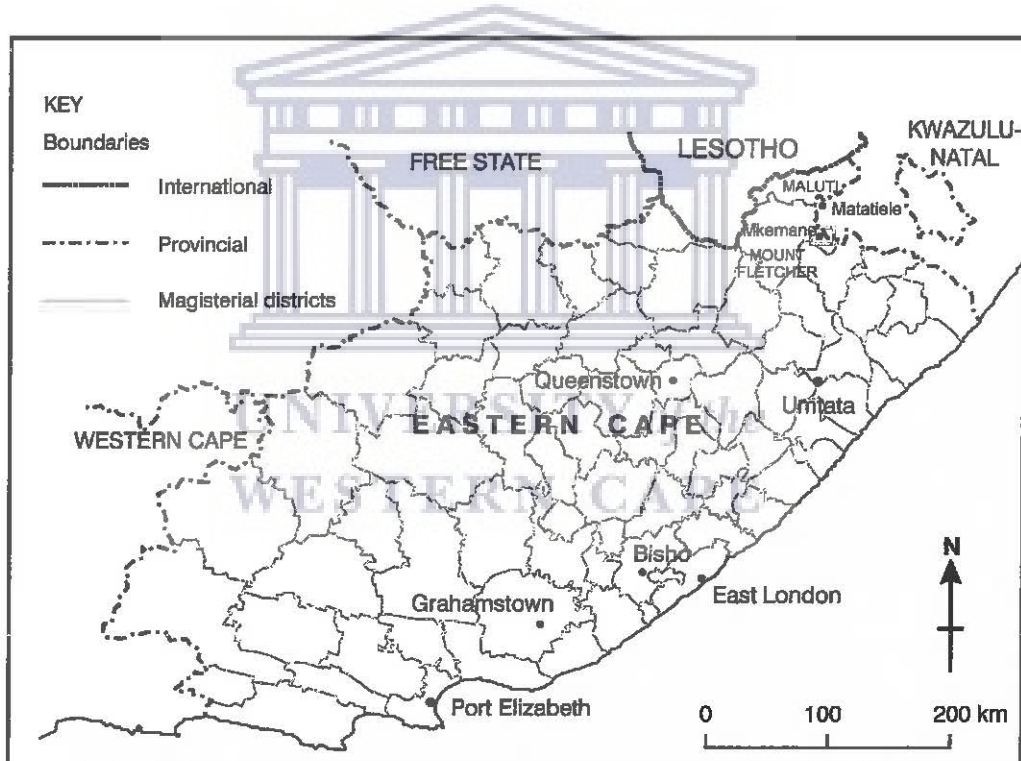 KEY
Boundaries
International
Provincial
Magisterial districts
FREE STATE
LESOTHO
KWAZULU-
NATAL
MALUTI
Matatiele
Mkemane
MOUNT
FLETCHER
Queenstown
Umtata
EASTERN CAPE
WESTERN CAPE
UNIVERSITY of the
WESTERN CAPE
Bisho
East London
Grahamstown
Port Elizabeth
N
0 100 200 km